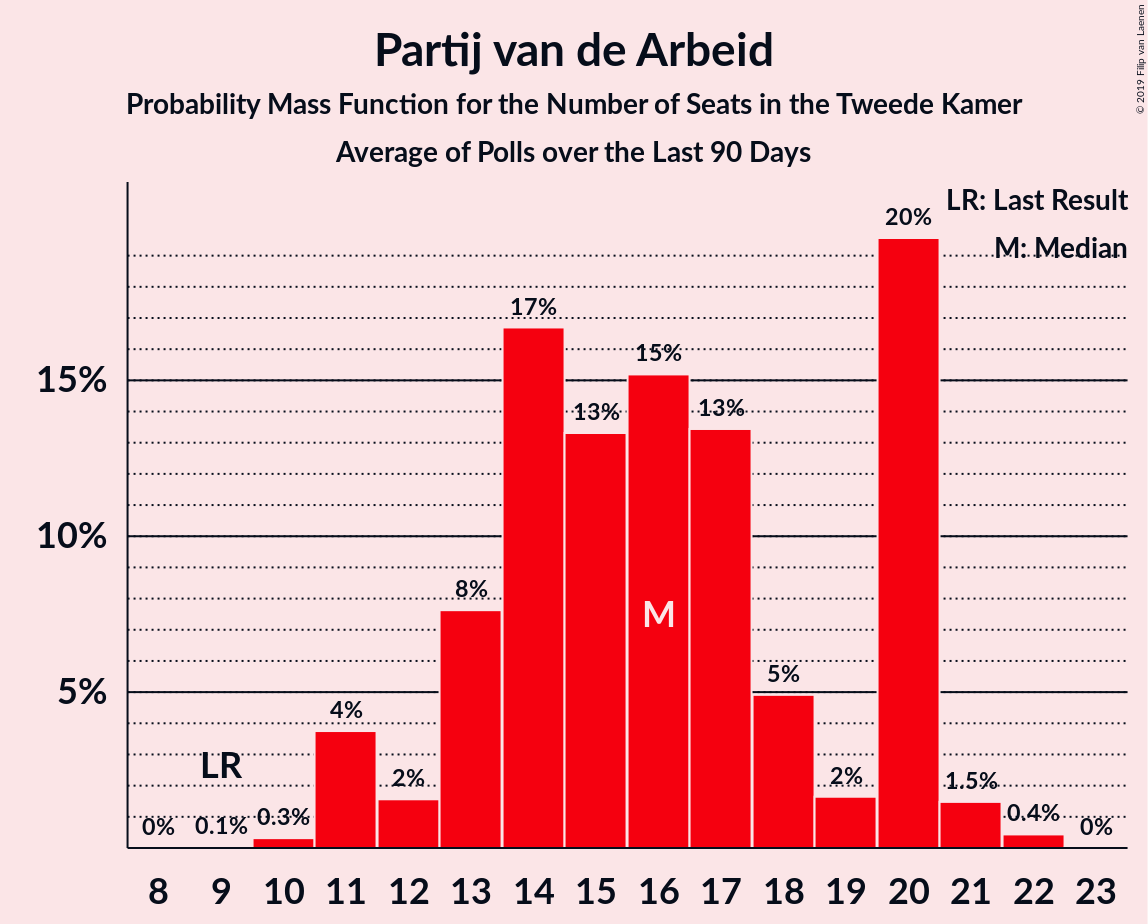 Partij van de Arbeid
Probability Mass Function for the Number of Seats in the Tweede Kamer
Average of Polls over the Last 90 Days
© 2019 Filip van Laenen
LR: Last Result
M: Median
20%
17%
15%
15%
13%
13%
10%
8%
5%
5%
4%
LR
2%
2%
1.5%
0%
0.1%
0.3%
0.4%
0%
M
8 9 10 11 12 13 14 15 16 17 18 19 20 21 22 23